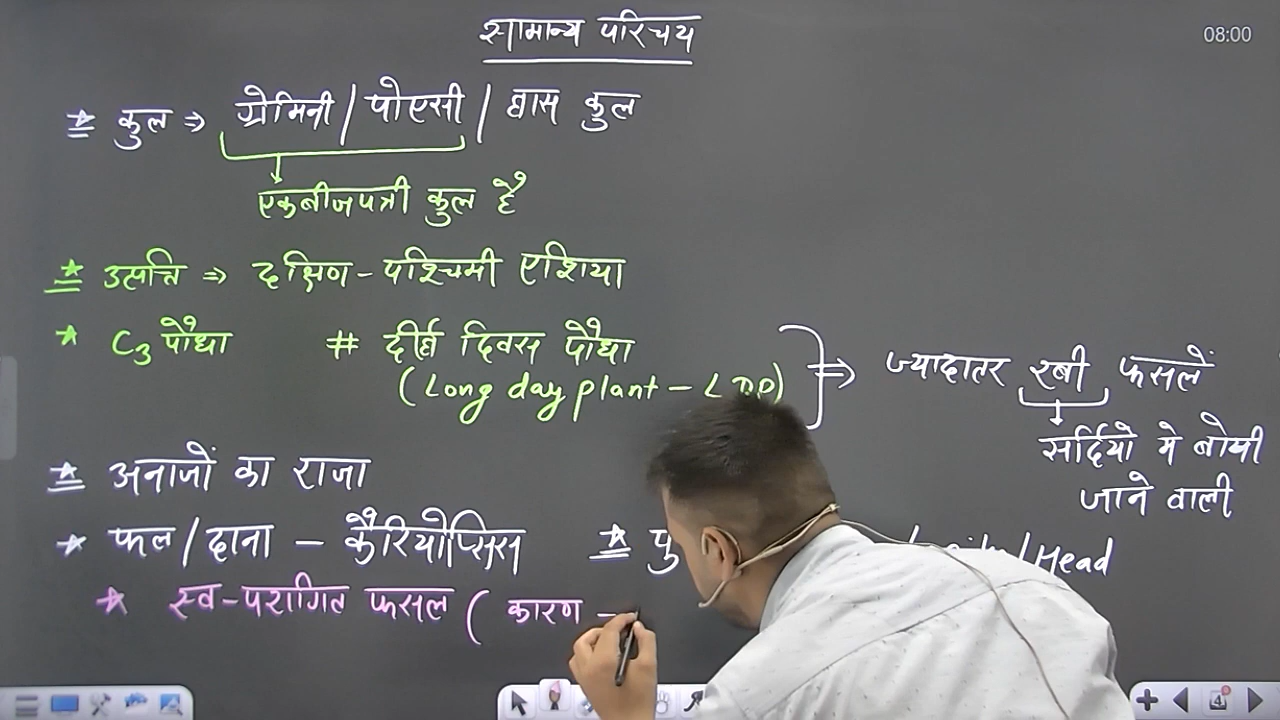 सामान्य परिचय
08:00
* कुल ⇒ ग्रेमिनी / पोएसी / घास कुल
एकबीजपत्री कुल है
* उत्पत्ति ⇒ दक्षिण - पश्चिमी एशिया
* C3 पौधा # दीर्घ दिवस पौधा
(Long day plant - LDP)
⇒ ज्यादातर रबी फसलें
सर्दियो मे बोयी
जाने वाली
* अनाजों का राजा
* फल / दाना - कैरियोप्सिस * / Head
* स्व-परागित फसल ( कारण -
4